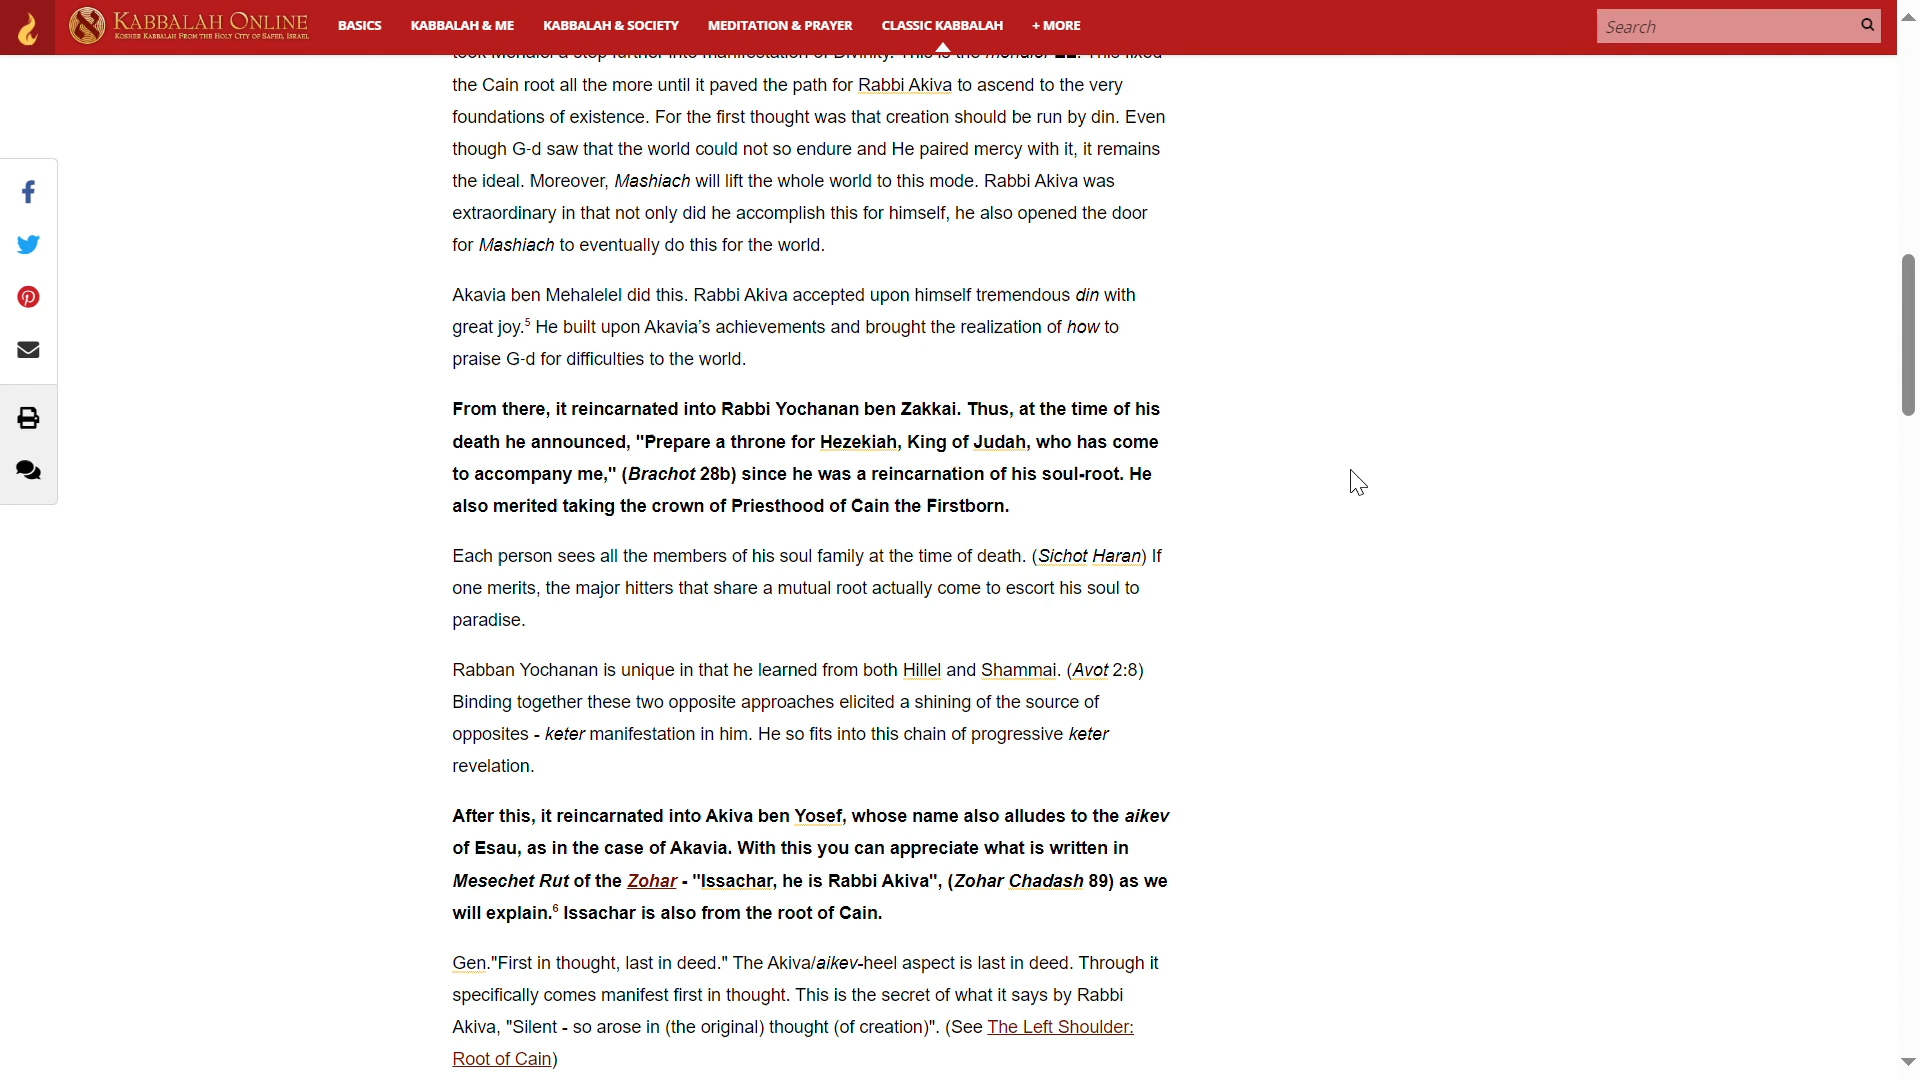 KABBALAH ONLINE
KOSHER KABBALAH FROM THE HOLY CITY OF SAFED, ISRAEL
BASICS
KABBALAH & ME
KABBALAH & SOCIETY
MEDITATION & PRAYER
CLASSIC KABBALAH
+ MORE
Search
the Cain root all the more until it paved the path for Rabbi Akiva to ascend to the very
foundations of existence. For the first thought was that creation should be run by din. Even
though G-d saw that the world could not so endure and He paired mercy with it, it remains
the ideal. Moreover, Mashiach will lift the whole world to this mode. Rabbi Akiva was
extraordinary in that not only did he accomplish this for himself, he also opened the door
for Mashiach to eventually do this for the world.
Akavia ben Mehalelel did this. Rabbi Akiva accepted upon himself tremendous din with
great joy.5 He built upon Akavia's achievements and brought the realization of how to
praise G-d for difficulties to the world.
From there, it reincarnated into Rabbi Yochanan ben Zakkai. Thus, at the time of his
death he announced, "Prepare a throne for Hezekiah, King of Judah, who has come
to accompany me," (Brachot 28b) since he was a reincarnation of his soul-root. He
also merited taking the crown of Priesthood of Cain the Firstborn.
Each person sees all the members of his soul family at the time of death. (Sichot Haran) If
one merits, the major hitters that share a mutual root actually come to escort his soul to
paradise.
Rabban Yochanan is unique in that he learned from both Hillel and Shammai. (Avot 2:8)
Binding together these two opposite approaches elicited a shining of the source of
opposites - keter manifestation in him. He so fits into this chain of progressive keter
revelation.
After this, it reincarnated into Akiva ben Yosef, whose name also alludes to the aikev
of Esau, as in the case of Akavia. With this you can appreciate what is written in
Mesechet Rut of the Zohar - "Issachar, he is Rabbi Akiva", (Zohar Chadash 89) as we
will explain.6 Issachar is also from the root of Cain.
Gen."First in thought, last in deed." The Akiva/aikev-heel aspect is last in deed. Through it
specifically comes manifest first in thought. This is the secret of what it says by Rabbi
Akiva, "Silent - so arose in (the original) thought (of creation)". (See The Left Shoulder:
Root of Cain)